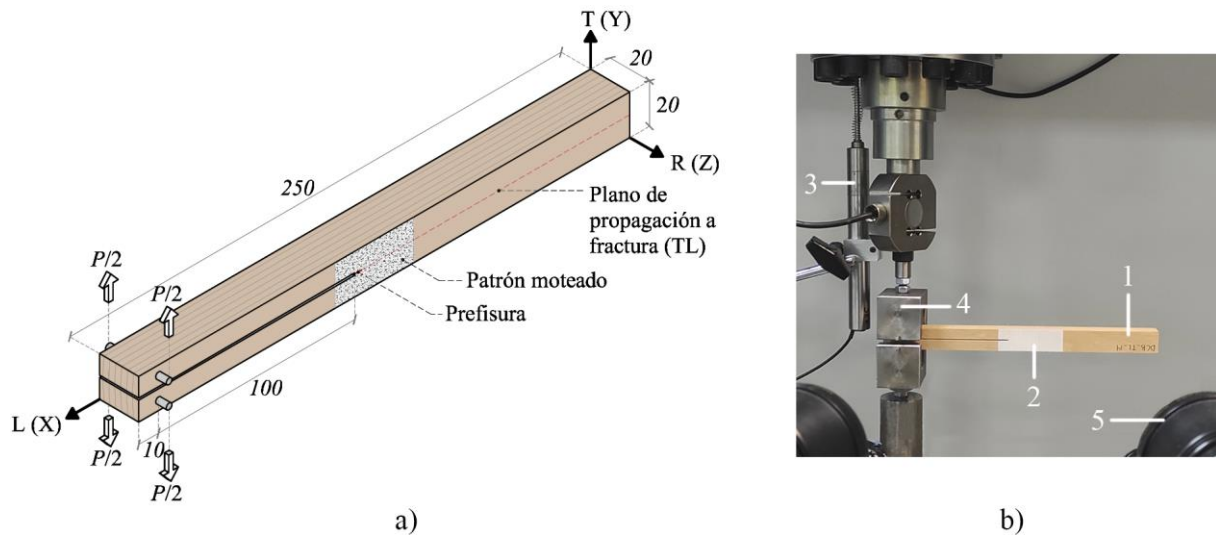 T (Y)
20
20
R (Z)
250
Plano de
propagación a
fractura (TL)
Patrón moteado
Prefisura
P/2
P/2
100
L (X)
10
P/2
P/2
a)
3
4
1
2
5
b)